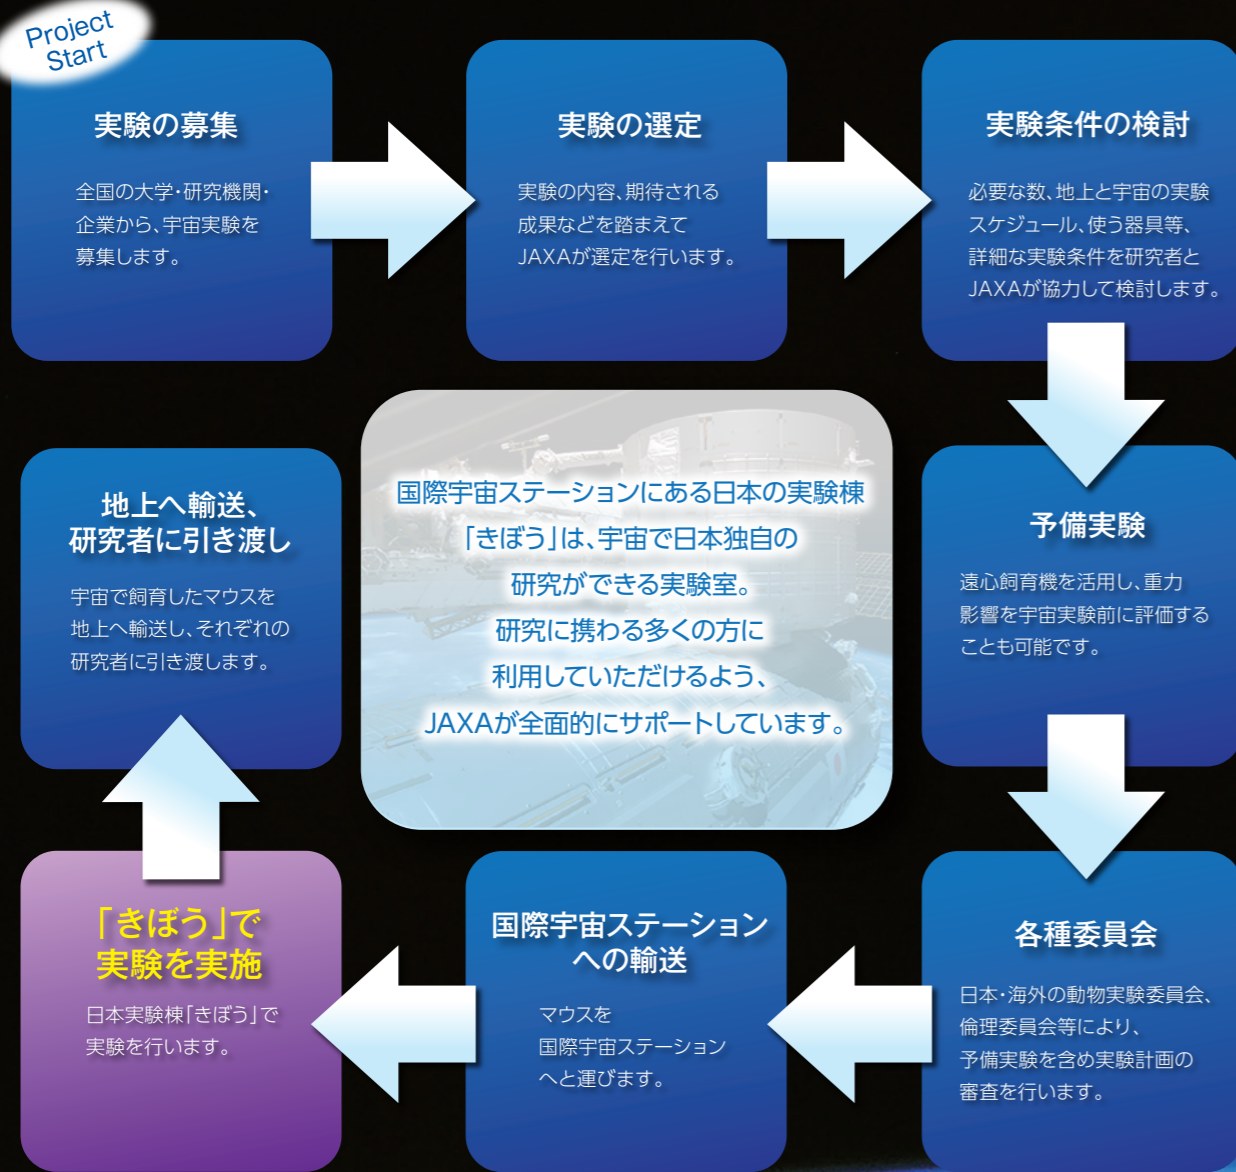 Project
Start
実験の募集
全国の大学・研究機関・
企業から、宇宙実験を
募集します。
実験の選定
実験の内容、期待される
成果などを踏まえて
JAXAが選定を行います。
実験条件の検討
必要な数、地上と宇宙の実験
スケジュール、使う器具等、
詳細な実験条件を研究者と
JAXAが協力して検討します。
予備実験
遠心飼育機を活用し、重力
影響を宇宙実験前に評価する
ことも可能です。
各種委員会
日本・海外の動物実験委員会、
倫理委員会等により、
予備実験を含め実験計画の
審査を行います。
国際宇宙ステーション
への輸送
マウスを
国際宇宙ステーション
へと運びます。
「きぼう」で
実験を実施
日本実験棟「きぼう」で
実験を行います。
地上へ輸送、
研究者に引き渡し
宇宙で飼育したマウスを
地上へ輸送し、それぞれの
研究者に引き渡します。
国際宇宙ステーションにある日本の実験棟
「きぼう」は、宇宙で日本独自の
研究ができる実験室。
研究に携わる多くの方に
利用していただけるよう、
JAXAが全面的にサポートしています。